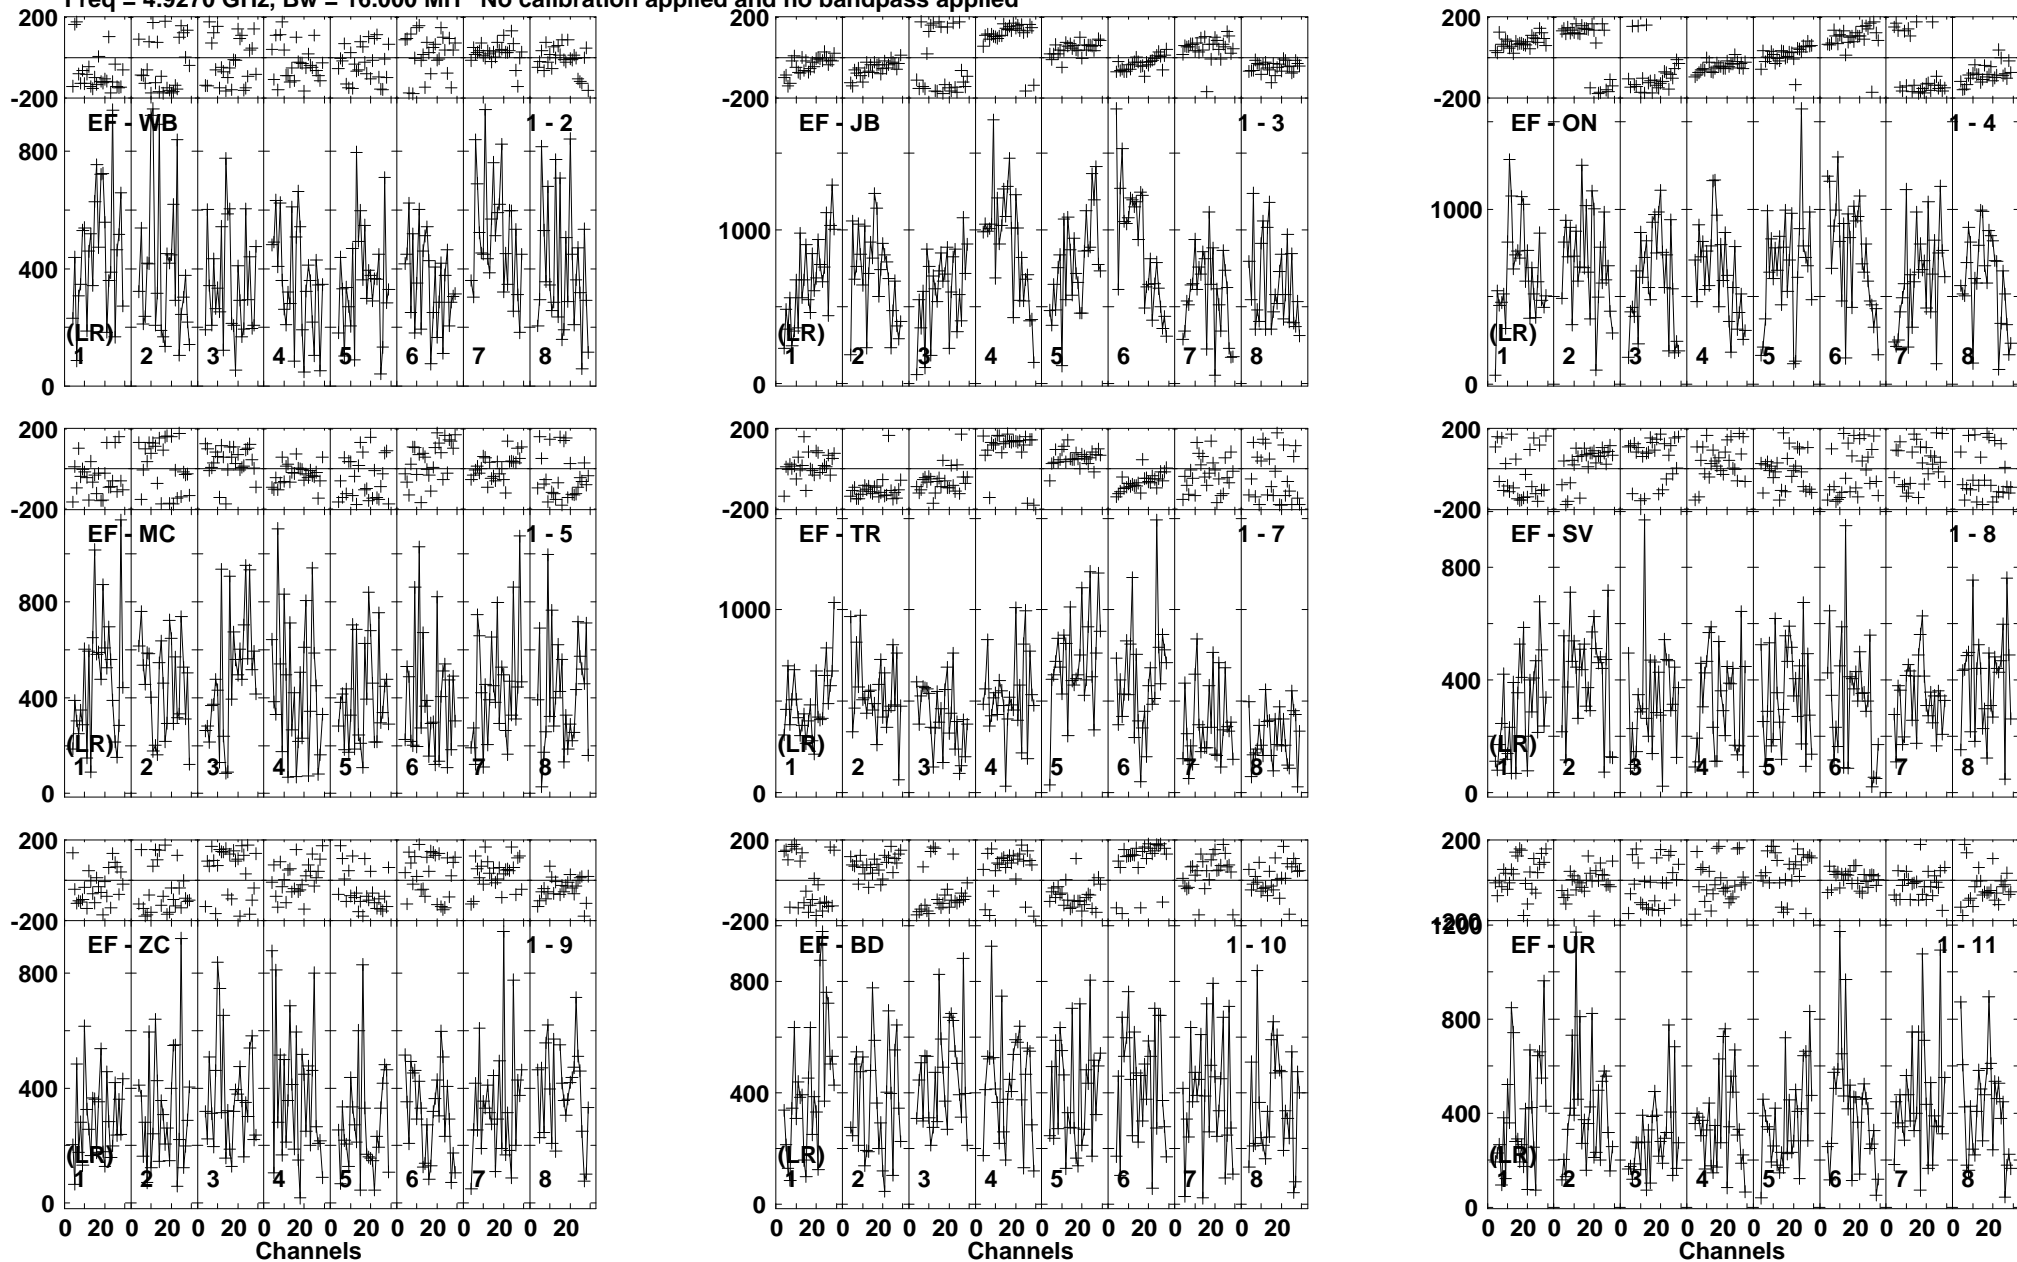 Freq = 4.9270 GHz, Bw = 16.000 MH No calibration applied and no bandpass applied
200 200 200
-200 -200 -200
EF - WB 1 - 2 EF - JB 1 - 3 EF - ON 1 - 4
800
1000 1000
400
(LR) (LR) (LR)
1 2 3 4 5 6 7 8 1 2 3 4 5 6 7 8 1 2 3 4 5 6 7 8
0 0 0
200 200 200
-200 -200 -200
EF - MC 1 - 5 EF - TR 1 - 7 EF - SV 1 - 8
800 1000 800
400 400
(LR) (LR) (LR)
1 2 3 4 5 6 7 8 1 2 3 4 5 6 7 8 1 2 3 4 5 6 7 8
0 0 0
200 200 200
-200 -200 -200
1200
EF - ZC 1 - 9 EF - BD 1 - 10 EF - UR 1 - 11
800 800 800
400 400 400
(LR) (LR) (LR)
1 2 3 4 5 6 7 8 1 2 3 4 5 6 7 8 1 2 3 4 5 6 7 8
0 0 0
0 20 0 20 0 20 0 20 0 20 0 20 0 20 0 20 0 20 0 20 0 20 0 20 0 20 0 20 0 20 0 20 0 20 0 20 0 20 0 20 0 20 0 20 0 20 0 20
Channels Channels Channels